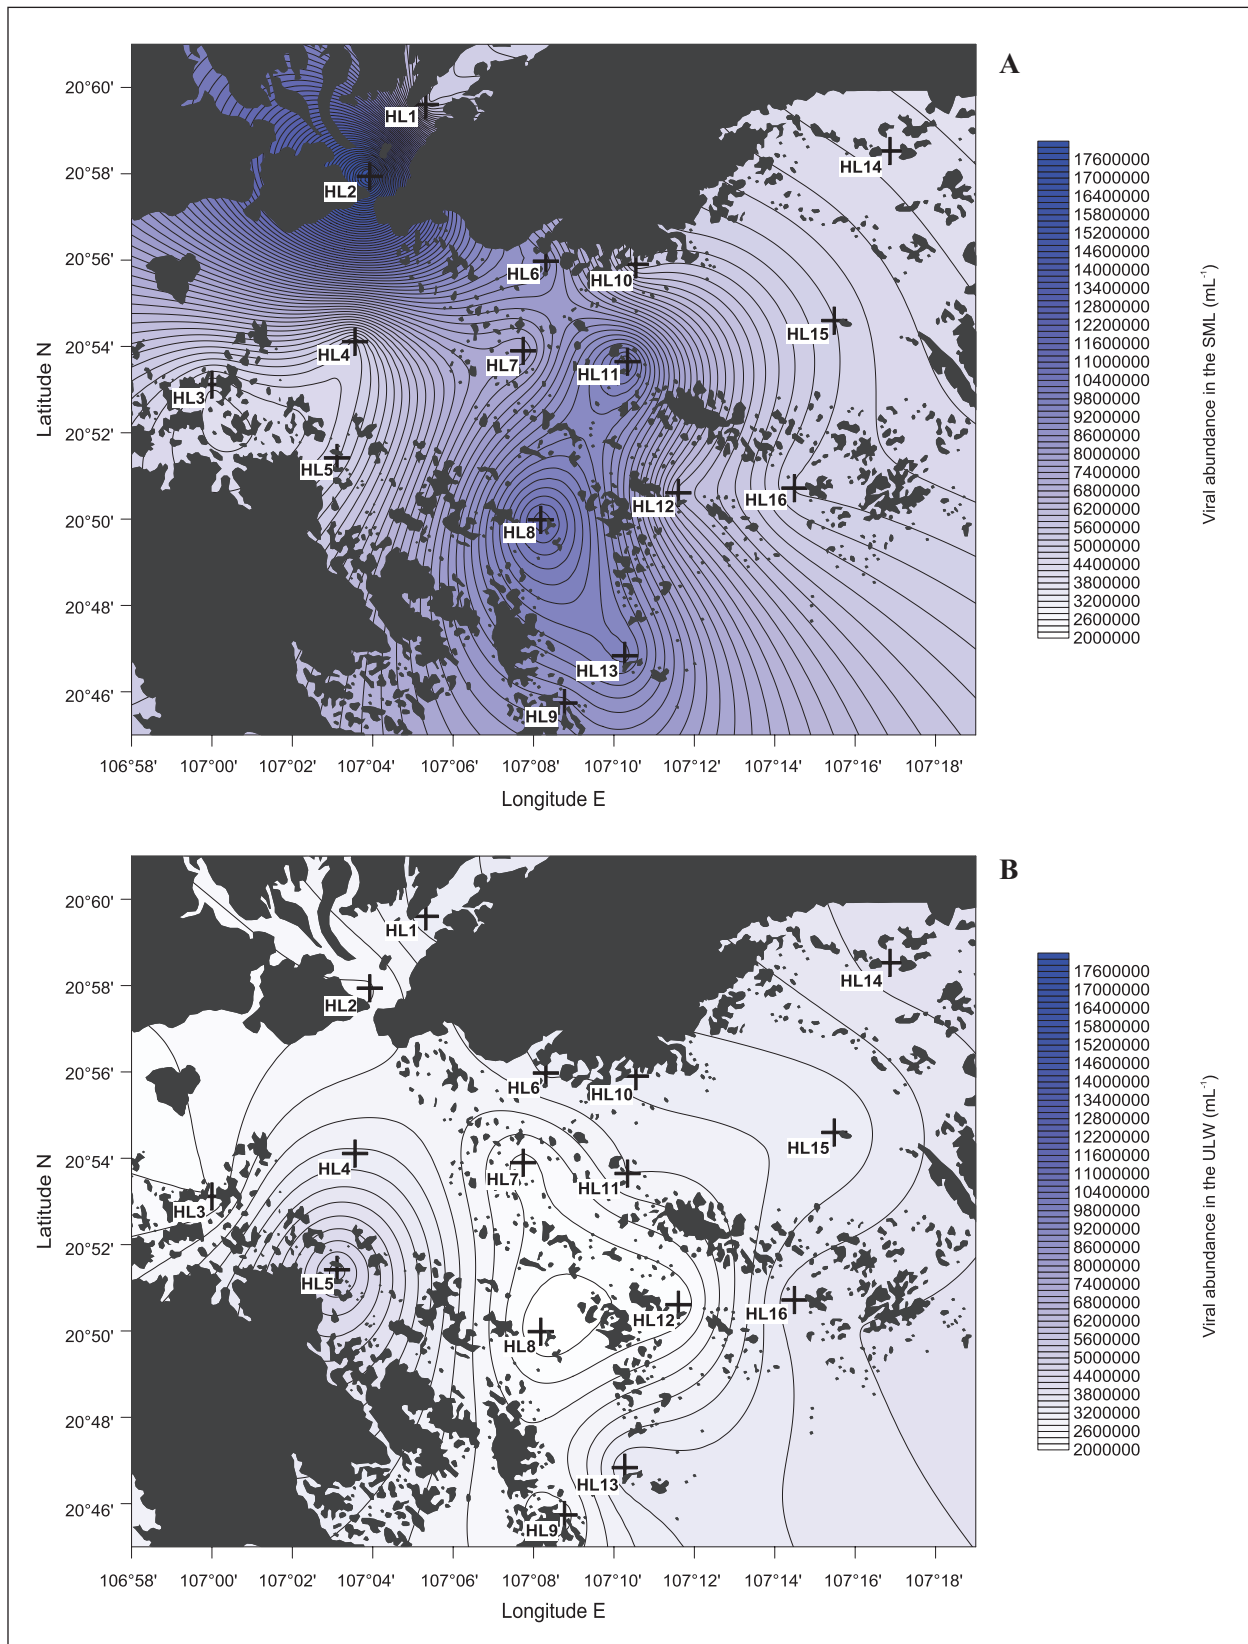 A
20°60'
20°58'
20°56'
20°54'
20°52'
20°50'
20°48'
20°46'
Latitude N
HL1
HL2
HL14
HL6
HL10
HL15
HL4
HL7
HL11
HL3
HL5
HL12
HL16
HL8
HL13
HL9
106°58' 107°00' 107°02' 107°04' 107°06' 107°08' 107°10' 107°12' 107°14' 107°16' 107°18'
Longitude E
17600000
17000000
16400000
15800000
15200000
14600000
14000000
13400000
12800000
12200000
11600000
11000000
10400000
9800000
9200000
8600000
8000000
7400000
6800000
6200000
5600000
5000000
4400000
3800000
3200000
2600000
2000000
Viral abundance in the SML (mL⁻¹)
B
20°60'
20°58'
20°56'
20°54'
20°52'
20°50'
20°48'
20°46'
Latitude N
HL1
HL14
HL2
HL6
HL10
HL15
HL4
HL7
HL11
HL3
HL5
HL16
HL12
HL8
HL13
HL9
106°58' 107°00' 107°02' 107°04' 107°06' 107°08' 107°10' 107°12' 107°14' 107°16' 107°18'
Longitude E
17600000
17000000
16400000
15800000
15200000
14600000
14000000
13400000
12800000
12200000
11600000
11000000
10400000
9800000
9200000
8600000
8000000
7400000
6800000
6200000
5600000
5000000
4400000
3800000
3200000
2600000
2000000
Viral abundance in the ULW (mL⁻¹)